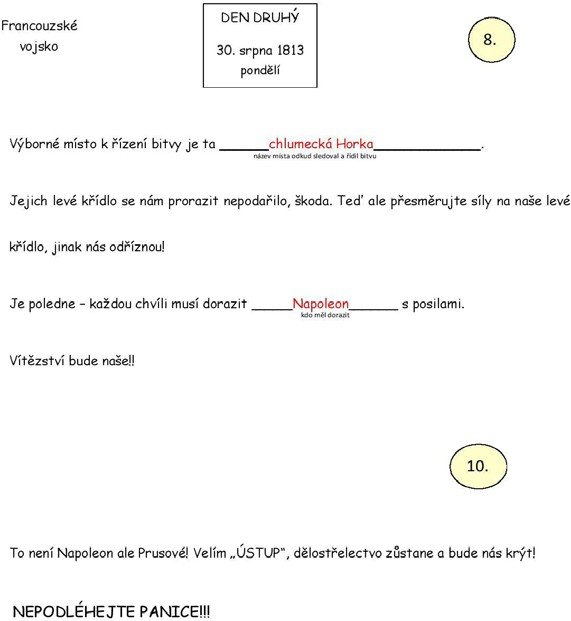 Francouzské
vojsko
DEN DRUHÝ
30. srpna 1813
pondělí
8.
Výborné místo k řízení bitvy je ta ______chlumecká Horka_____________.
název místa odkud sledoval a řídil bitvu
Jejich levé křídlo se nám prorazit nepodařilo, škoda. Teď ale přesměrujte síly na naše levé
křídlo, jinak nás odříznou!
Je poledne – každou chvíli musí dorazit _____Napoleon______ s posilami.
kdo měl dorazit
Vítězství bude naše!!
10.
To není Napoleon ale Prusové! Velím „ÚSTUP“, dělostřelectvo zůstane a bude nás krýt!
NEPODLÉHEJTE PANICE!!!